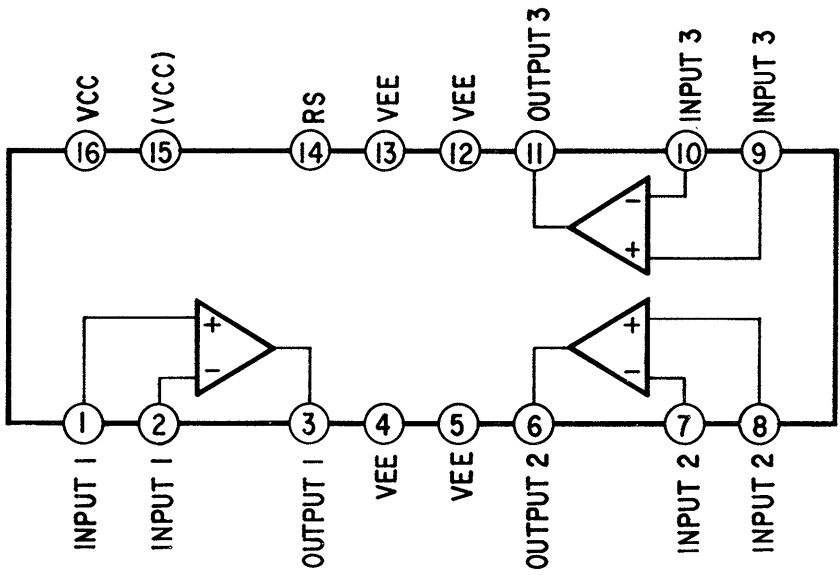 VCC
(VCC)
RS
VEE
VEE
OUTPUT 3
INPUT 3
INPUT 3
16
15
14
13
12
11
10
9
−
+
+
−
+
−
1
2
3
4
5
6
7
8
INPUT 1
INPUT 1
OUTPUT 1
VEE
VEE
OUTPUT 2
INPUT 2
INPUT 2